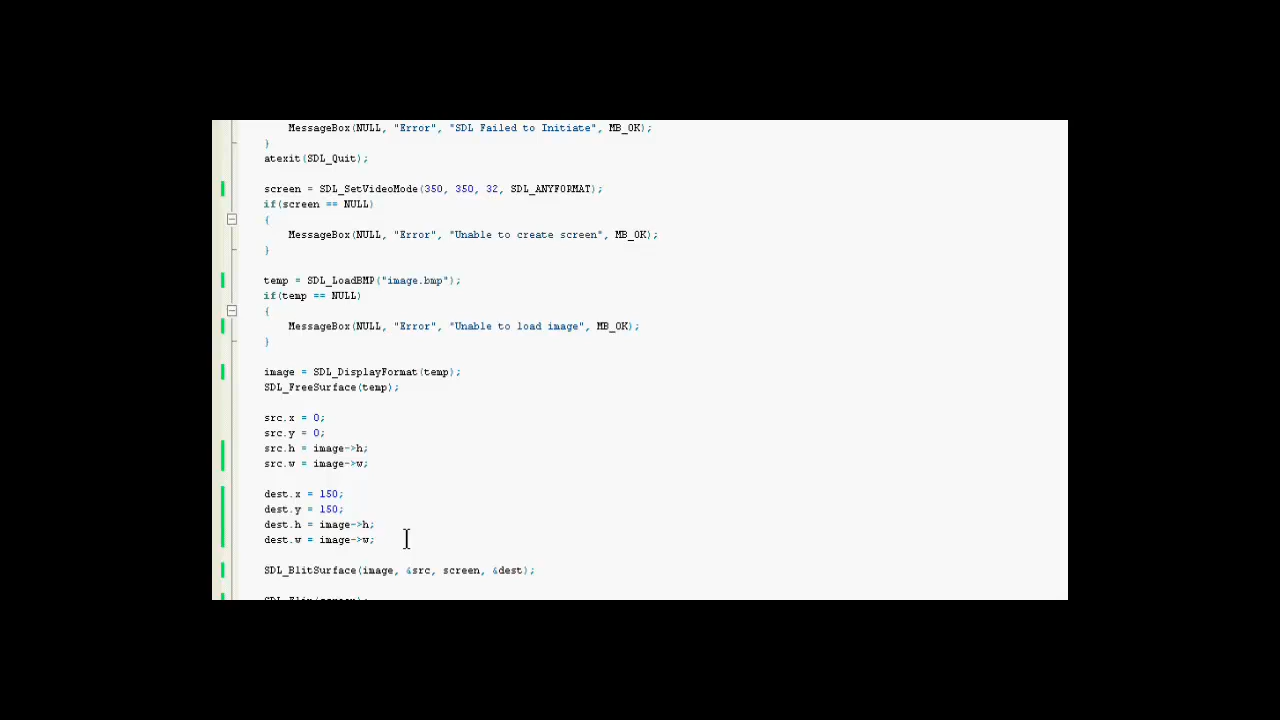 MessageBox(NULL, "Error", "SDL Failed to Initiate", MB_OK);
}
atexit(SDL_Quit);
screen = SDL_SetVideoMode(350, 350, 32, SDL_ANYFORMAT);
if(screen == NULL)
{
MessageBox(NULL, "Error", "Unable to create screen", MB_OK);
}
temp = SDL_LoadBMP("image.bmp");
if(temp == NULL)
{
MessageBox(NULL, "Error", "Unable to load image", MB_OK);
}
image = SDL_DisplayFormat(temp);
SDL_FreeSurface(temp);
src.x = 0;
src.y = 0;
src.h = image->h;
src.w = image->w;
dest.x = 150;
dest.y = 150;
dest.h = image->h;
dest.w = image->w;
SDL_BlitSurface(image, &src, screen, &dest);
SDL_Flip(screen);